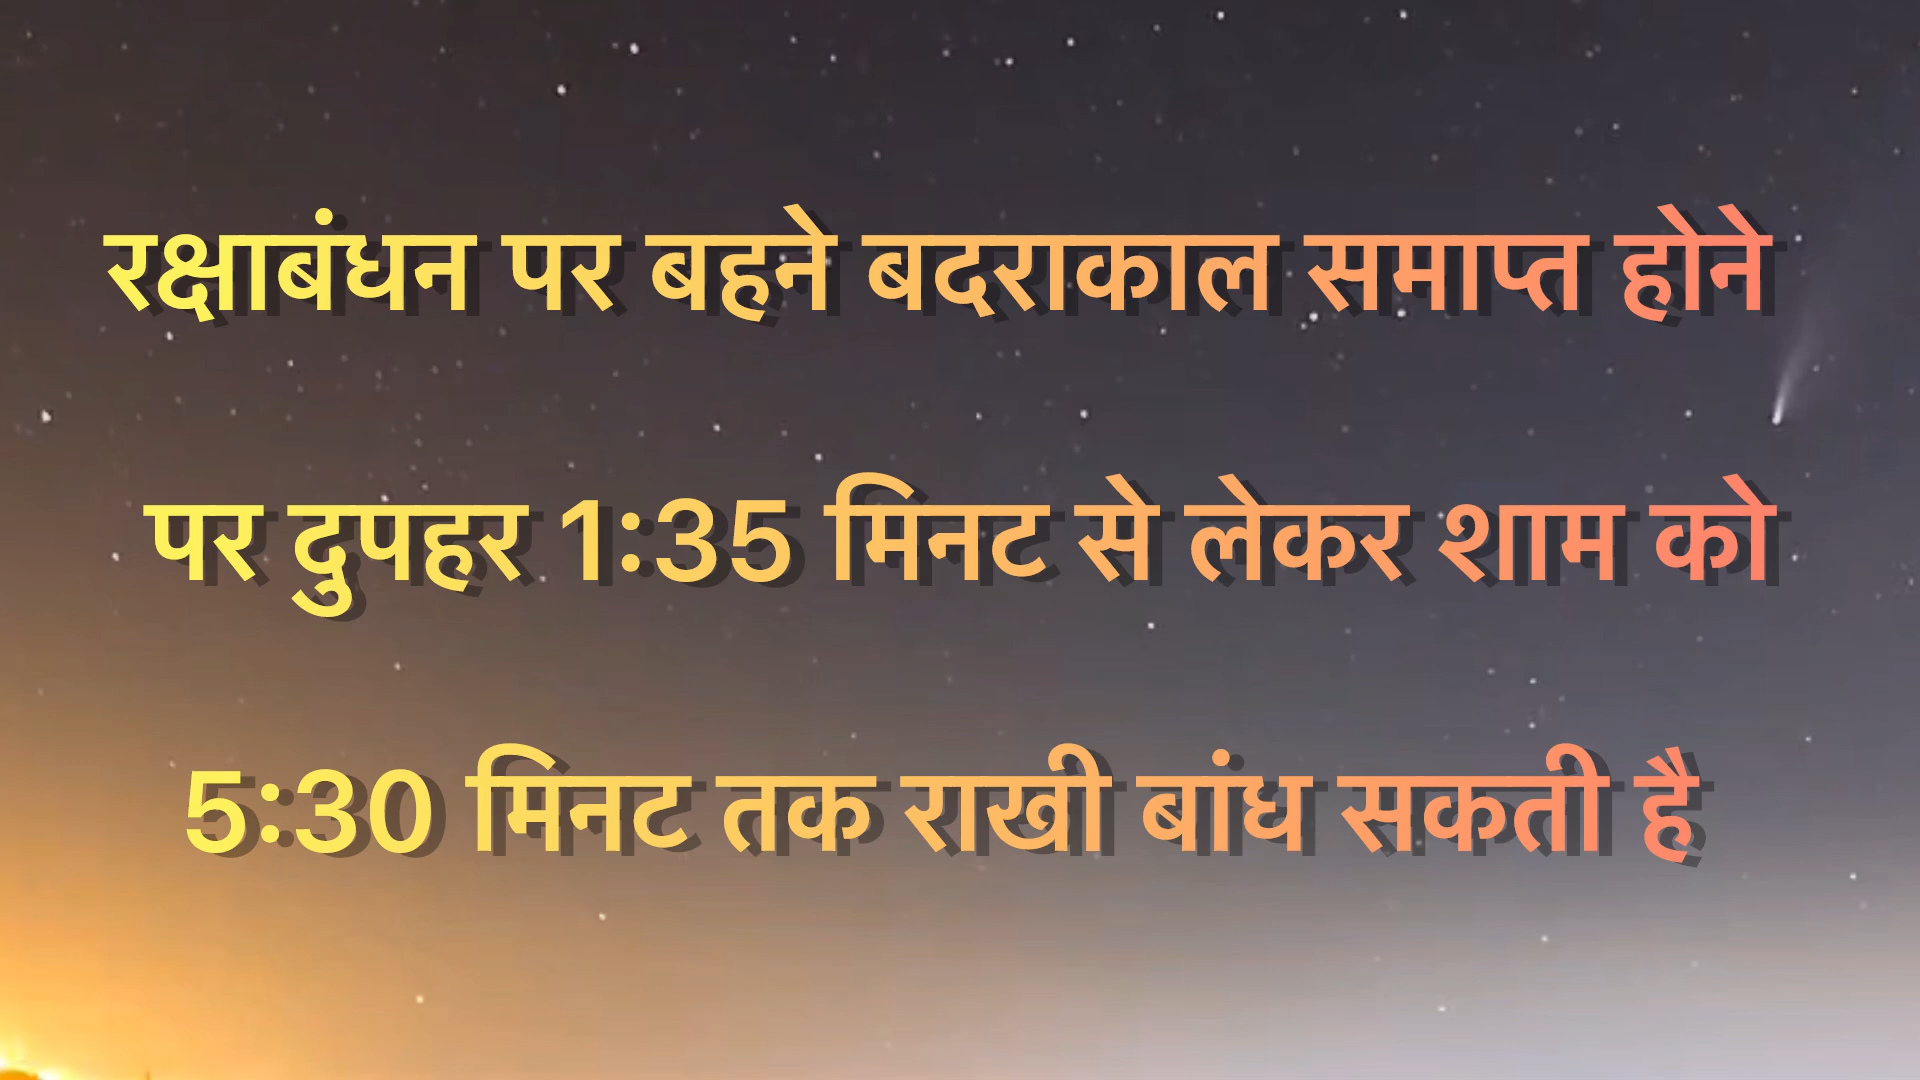 रक्षाबंधन पर बहने बदराकाल समाप्त होने
पर दुपहर 1:35 मिनट से लेकर शाम को
5:30 मिनट तक राखी बांध सकती है